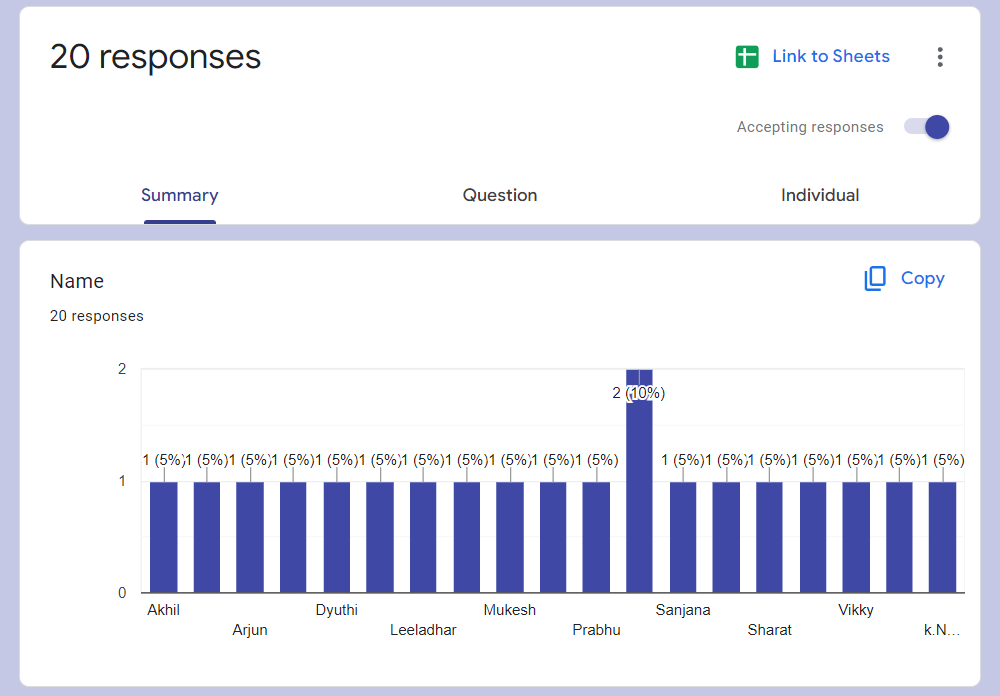 20 responses
Link to Sheets
Accepting responses
Summary Question Individual
Name
Copy
20 responses
2
2 (10%)
1 (5%) 1 (5%) 1 (5%) 1 (5%) 1 (5%) 1 (5%) 1 (5%) 1 (5%) 1 (5%) 1 (5%) 1 (5%) 1 (5%) 1 (5%) 1 (5%) 1 (5%) 1 (5%) 1 (5%) 1 (5%)
1
0
Akhil Dyuthi Mukesh Sanjana Vikky
Arjun Leeladhar Prabhu Sharat k.N...